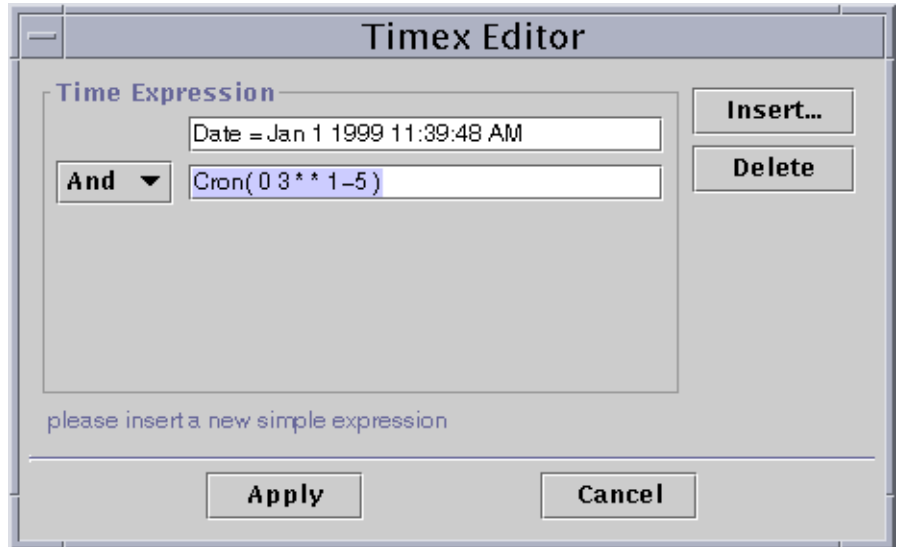 Timex Editor
Time Expression
Date = Jan 1 1999 11:39:48 AM
And
Cron( 0 3 * * 1–5 )
Insert...
Delete
please insert a new simple expression
Apply
Cancel